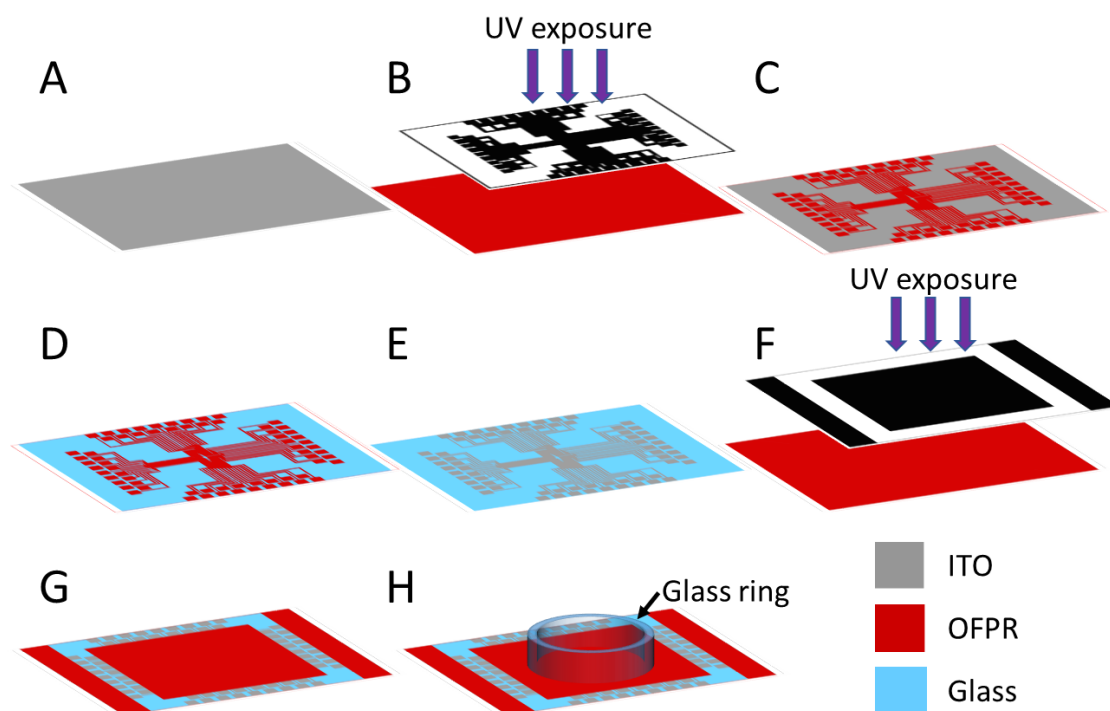 UV exposure
A
B
C
UV exposure
D
E
F
G
H
Glass ring
ITO
OFPR
Glass